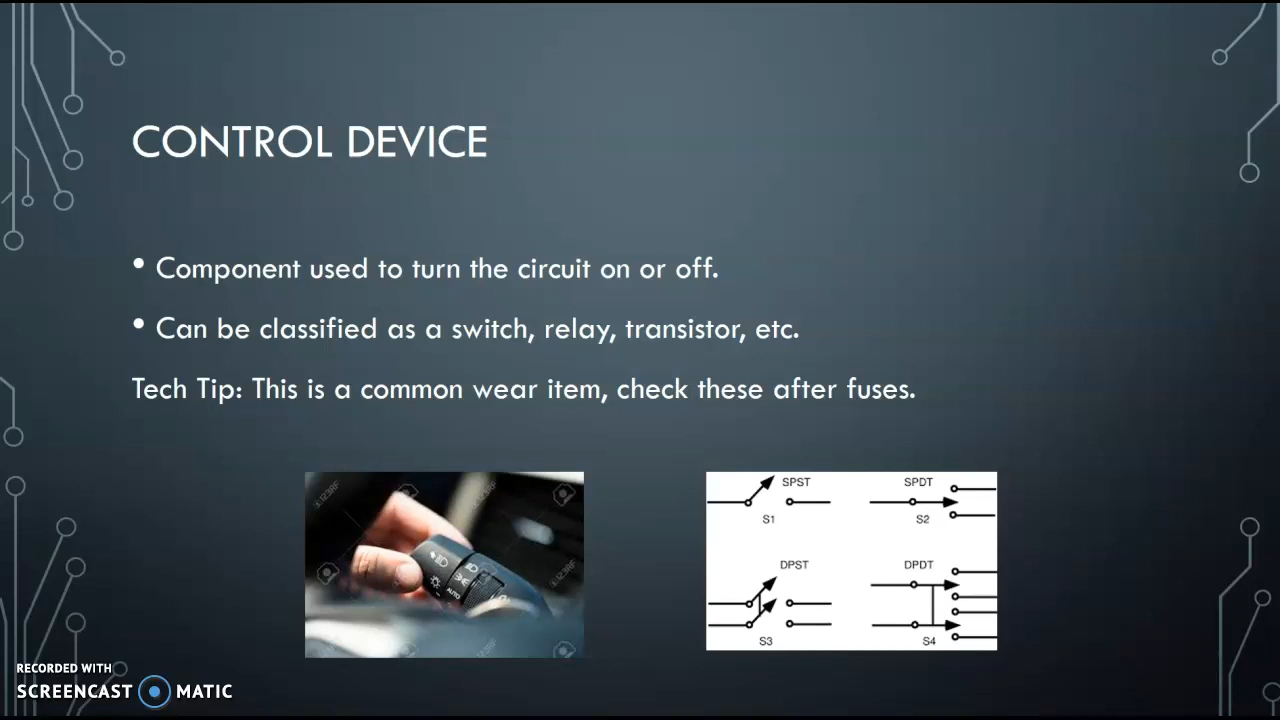 CONTROL DEVICE
• Component used to turn the circuit on or off.
• Can be classified as a switch, relay, transistor, etc.
Tech Tip: This is a common wear item, check these after fuses.
123RF
AUTO
SPST
SPDT
S1
S2
DPST
DPDT
S3
S4
RECORDED WITH
SCREENCAST MATIC